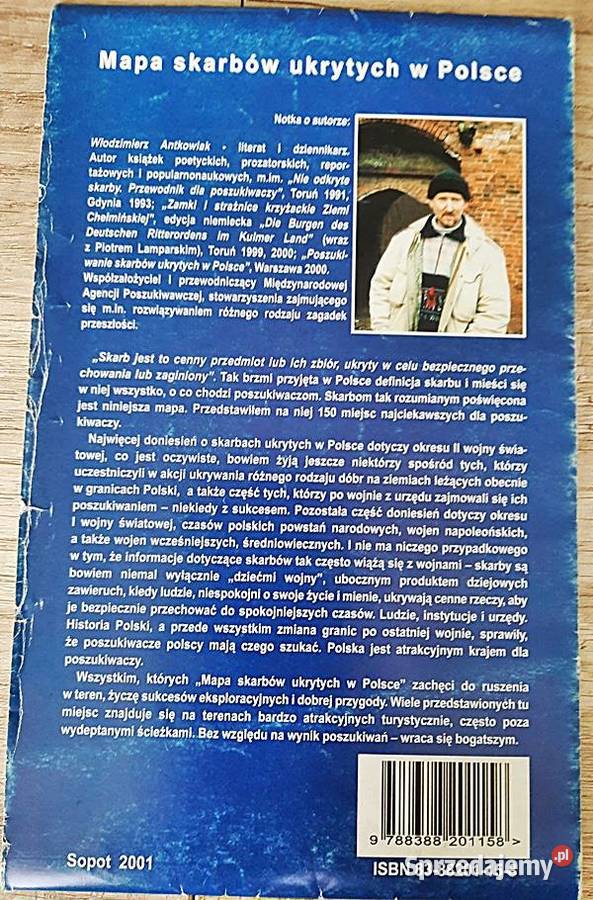 Mapa skarbów ukrytych w Polsce
Notka o autorze:
Włodzimierz Antkowiak - literat i dziennikarz.
Autor książek poetyckich, prozatorskich, repor-
tażowych i popularnonaukowych, m.im. „Nie odkryte
skarby. Przewodnik dla poszukiwaczy", Toruń 1991,
Gdynia 1993; „Zamki i strażnice krzyżackie Ziemi
Chełmińskiej", edycja niemiecka „Die Burgen des
Deutschen Ritterordens im Kulmer Land" (wraz
z Piotrem Lamparskim), Toruń 1999, 2000; „Poszuki-
wanie skarbów ukrytych w Polsce", Warszawa 2000.
Współzałożyciel i przewodniczący Międzynarodowej
Agencji Poszukiwawczej, stowarzyszenia zajmującego
się m.in. rozwiązywaniem różnego rodzaju zagadek
przeszłości.
„Skarb jest to cenny przedmiot lub ich zbiór, ukryty w celu bezpiecznego prze-
chowania lub zaginiony". Tak brzmi przyjęta w Polsce definicja skarbu i mieści się
w niej wszystko, o co chodzi poszukiwaczom. Skarbom tak rozumianym poświęcona
jest niniejsza mapa. Przedstawiłem na niej 150 miejsc najciekawszych dla poszu-
kiwaczy.
Najwięcej doniesień o skarbach ukrytych w Polsce dotyczy okresu II wojny świa-
towej, co jest oczywiste, bowiem żyją jeszcze niektórzy spośród tych, którzy
uczestniczyli w akcji ukrywania różnego rodzaju dóbr na ziemiach leżących obecnie
w granicach Polski, a także część tych, którzy po wojnie z urzędu zajmowali się ich
poszukiwaniem – niekiedy z sukcesem. Pozostała część doniesień dotyczy okresu
I wojny światowej, czasów polskich powstań narodowych, wojen napoleońskich,
a także wojen wcześniejszych, średniowiecznych. I nie ma niczego przypadkowego
w tym, że informacje dotyczące skarbów tak często wiążą się z wojnami – skarby są
bowiem niemal wyłącznie „dziećmi wojny", ubocznym produktem dziejowych
zawieruch, kiedy ludzie, niespokojni o swoje życie i mienie, ukrywają cenne rzeczy, aby
je bezpiecznie przechować do spokojniejszych czasów. Ludzie, instytucje i urzędy.
Historia Polski, a przede wszystkim zmiana granic po ostatniej wojnie, sprawiły,
że poszukiwacze polscy mają czego szukać. Polska jest atrakcyjnym krajem dla
poszukiwaczy.
Wszystkim, których „Mapa skarbów ukrytych w Polsce" zachęci do ruszenia
w teren, życzę sukcesów eksploracyjnych i dobrej przygody. Wiele przedstawionyćh tu
miejsc znajduje się na terenach bardzo atrakcyjnych turystycznie, często poza
wydeptanymi ścieżkami. Bez względu na wynik poszukiwań – wraca się bogatszym.
9 788388 201158 >
Sopot 2001
ISBN
Sprzedajemy.pl